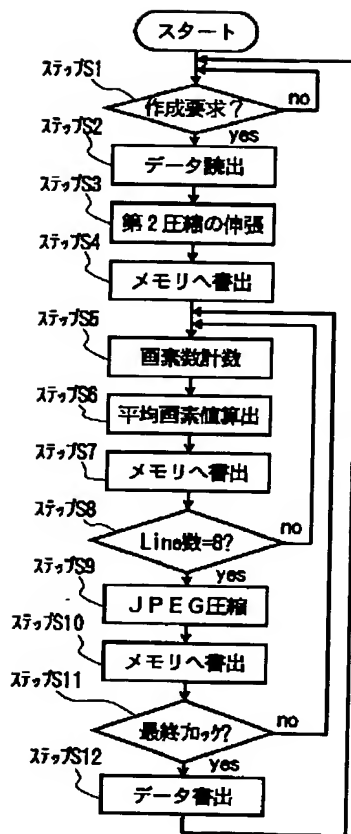 スタート
ステップS1
作成要求?
no
yes
ステップS2
データ読出
ステップS3
第2圧縮の伸張
ステップS4
メモリへ書出
ステップS5
画素数計数
ステップS6
平均画素値算出
ステップS7
メモリへ書出
ステップS8
Line数=8?
no
yes
ステップS9
JPEG圧縮
ステップS10
メモリへ書出
ステップS11
最終ブロック?
no
yes
ステップS12
データ書出